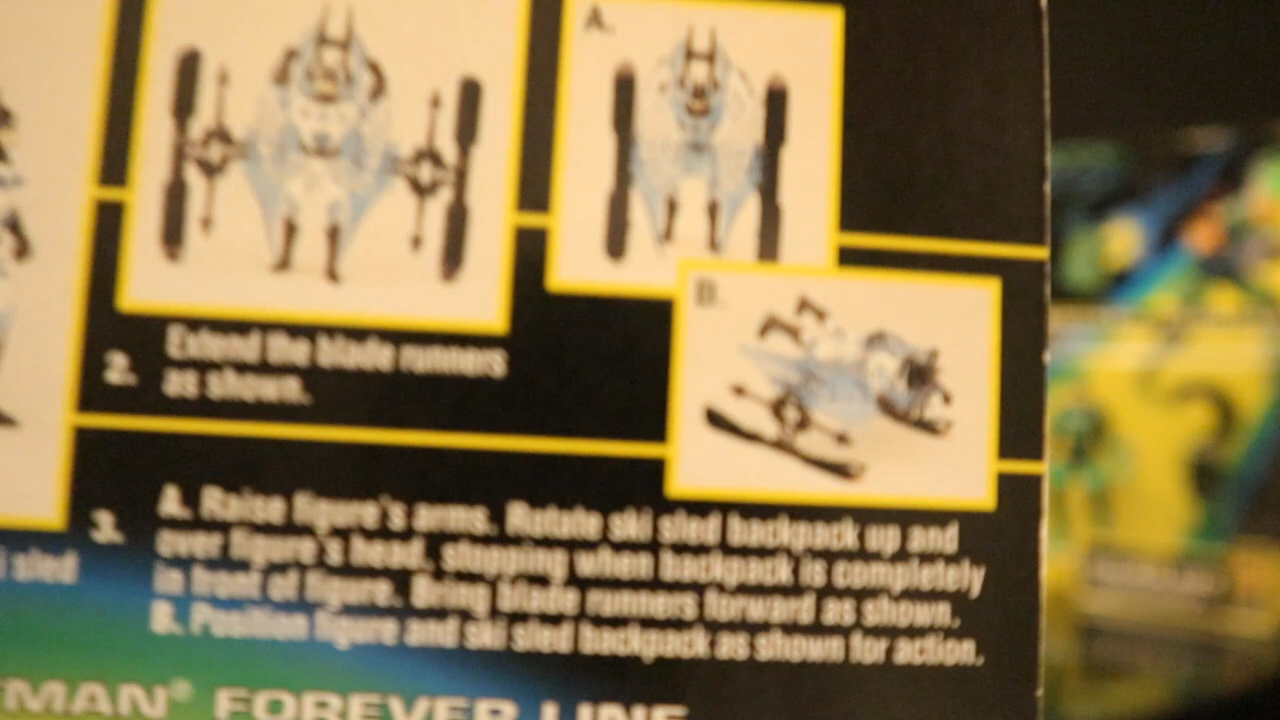 A.
B.
2. Extend the blade runners
as shown.
3. A. Raise figure's arms. Rotate ski sled backpack up and
over figure's head, stopping when backpack is completely
in front of figure. Bring blade runners forward as shown.
B. Position figure and ski sled backpack as shown for action.
sled
TMAN® FOREVER LINE